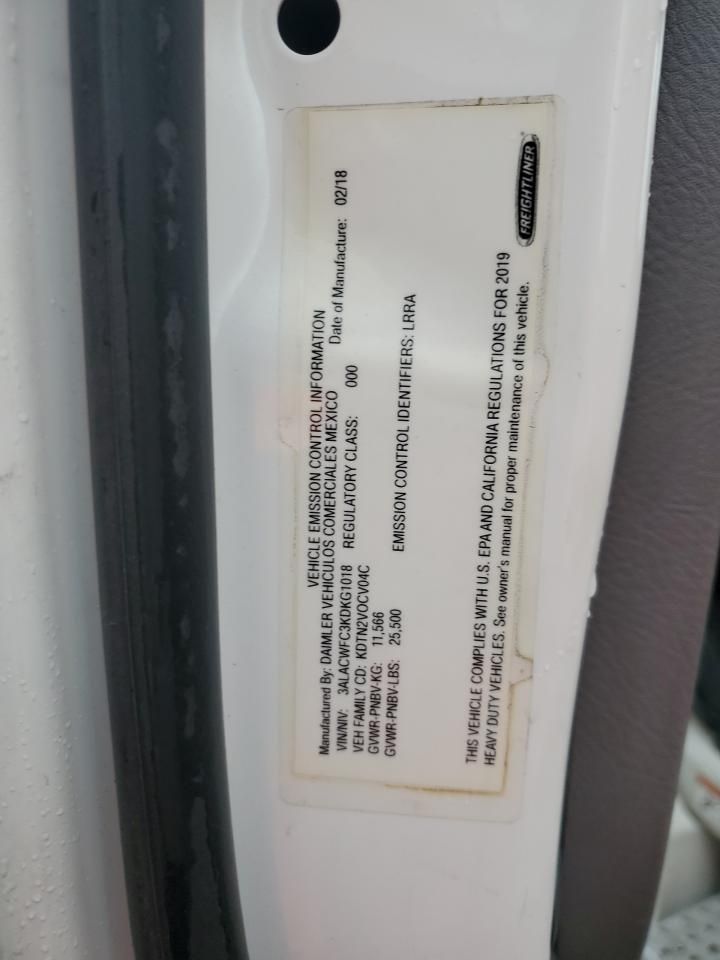 VEHICLE EMISSION CONTROL INFORMATION
Manufactured By: DAIMLER VEHICULOS COMERCIALES MEXICO Date of Manufacture: 02/18
VIN/NIV: 3ALACWFC3KDKG1018 REGULATORY CLASS: 000
VEH FAMILY CD: KDTN2VOCV04C
GVWR-PNBV-KG: 11,566
GVWR-PNBV-LBS: 25,500 EMISSION CONTROL IDENTIFIERS: LRRA
THIS VEHICLE COMPLIES WITH U.S. EPA AND CALIFORNIA REGULATIONS FOR 2019
HEAVY DUTY VEHICLES. See owner's manual for proper maintenance of this vehicle.
FREIGHTLINER